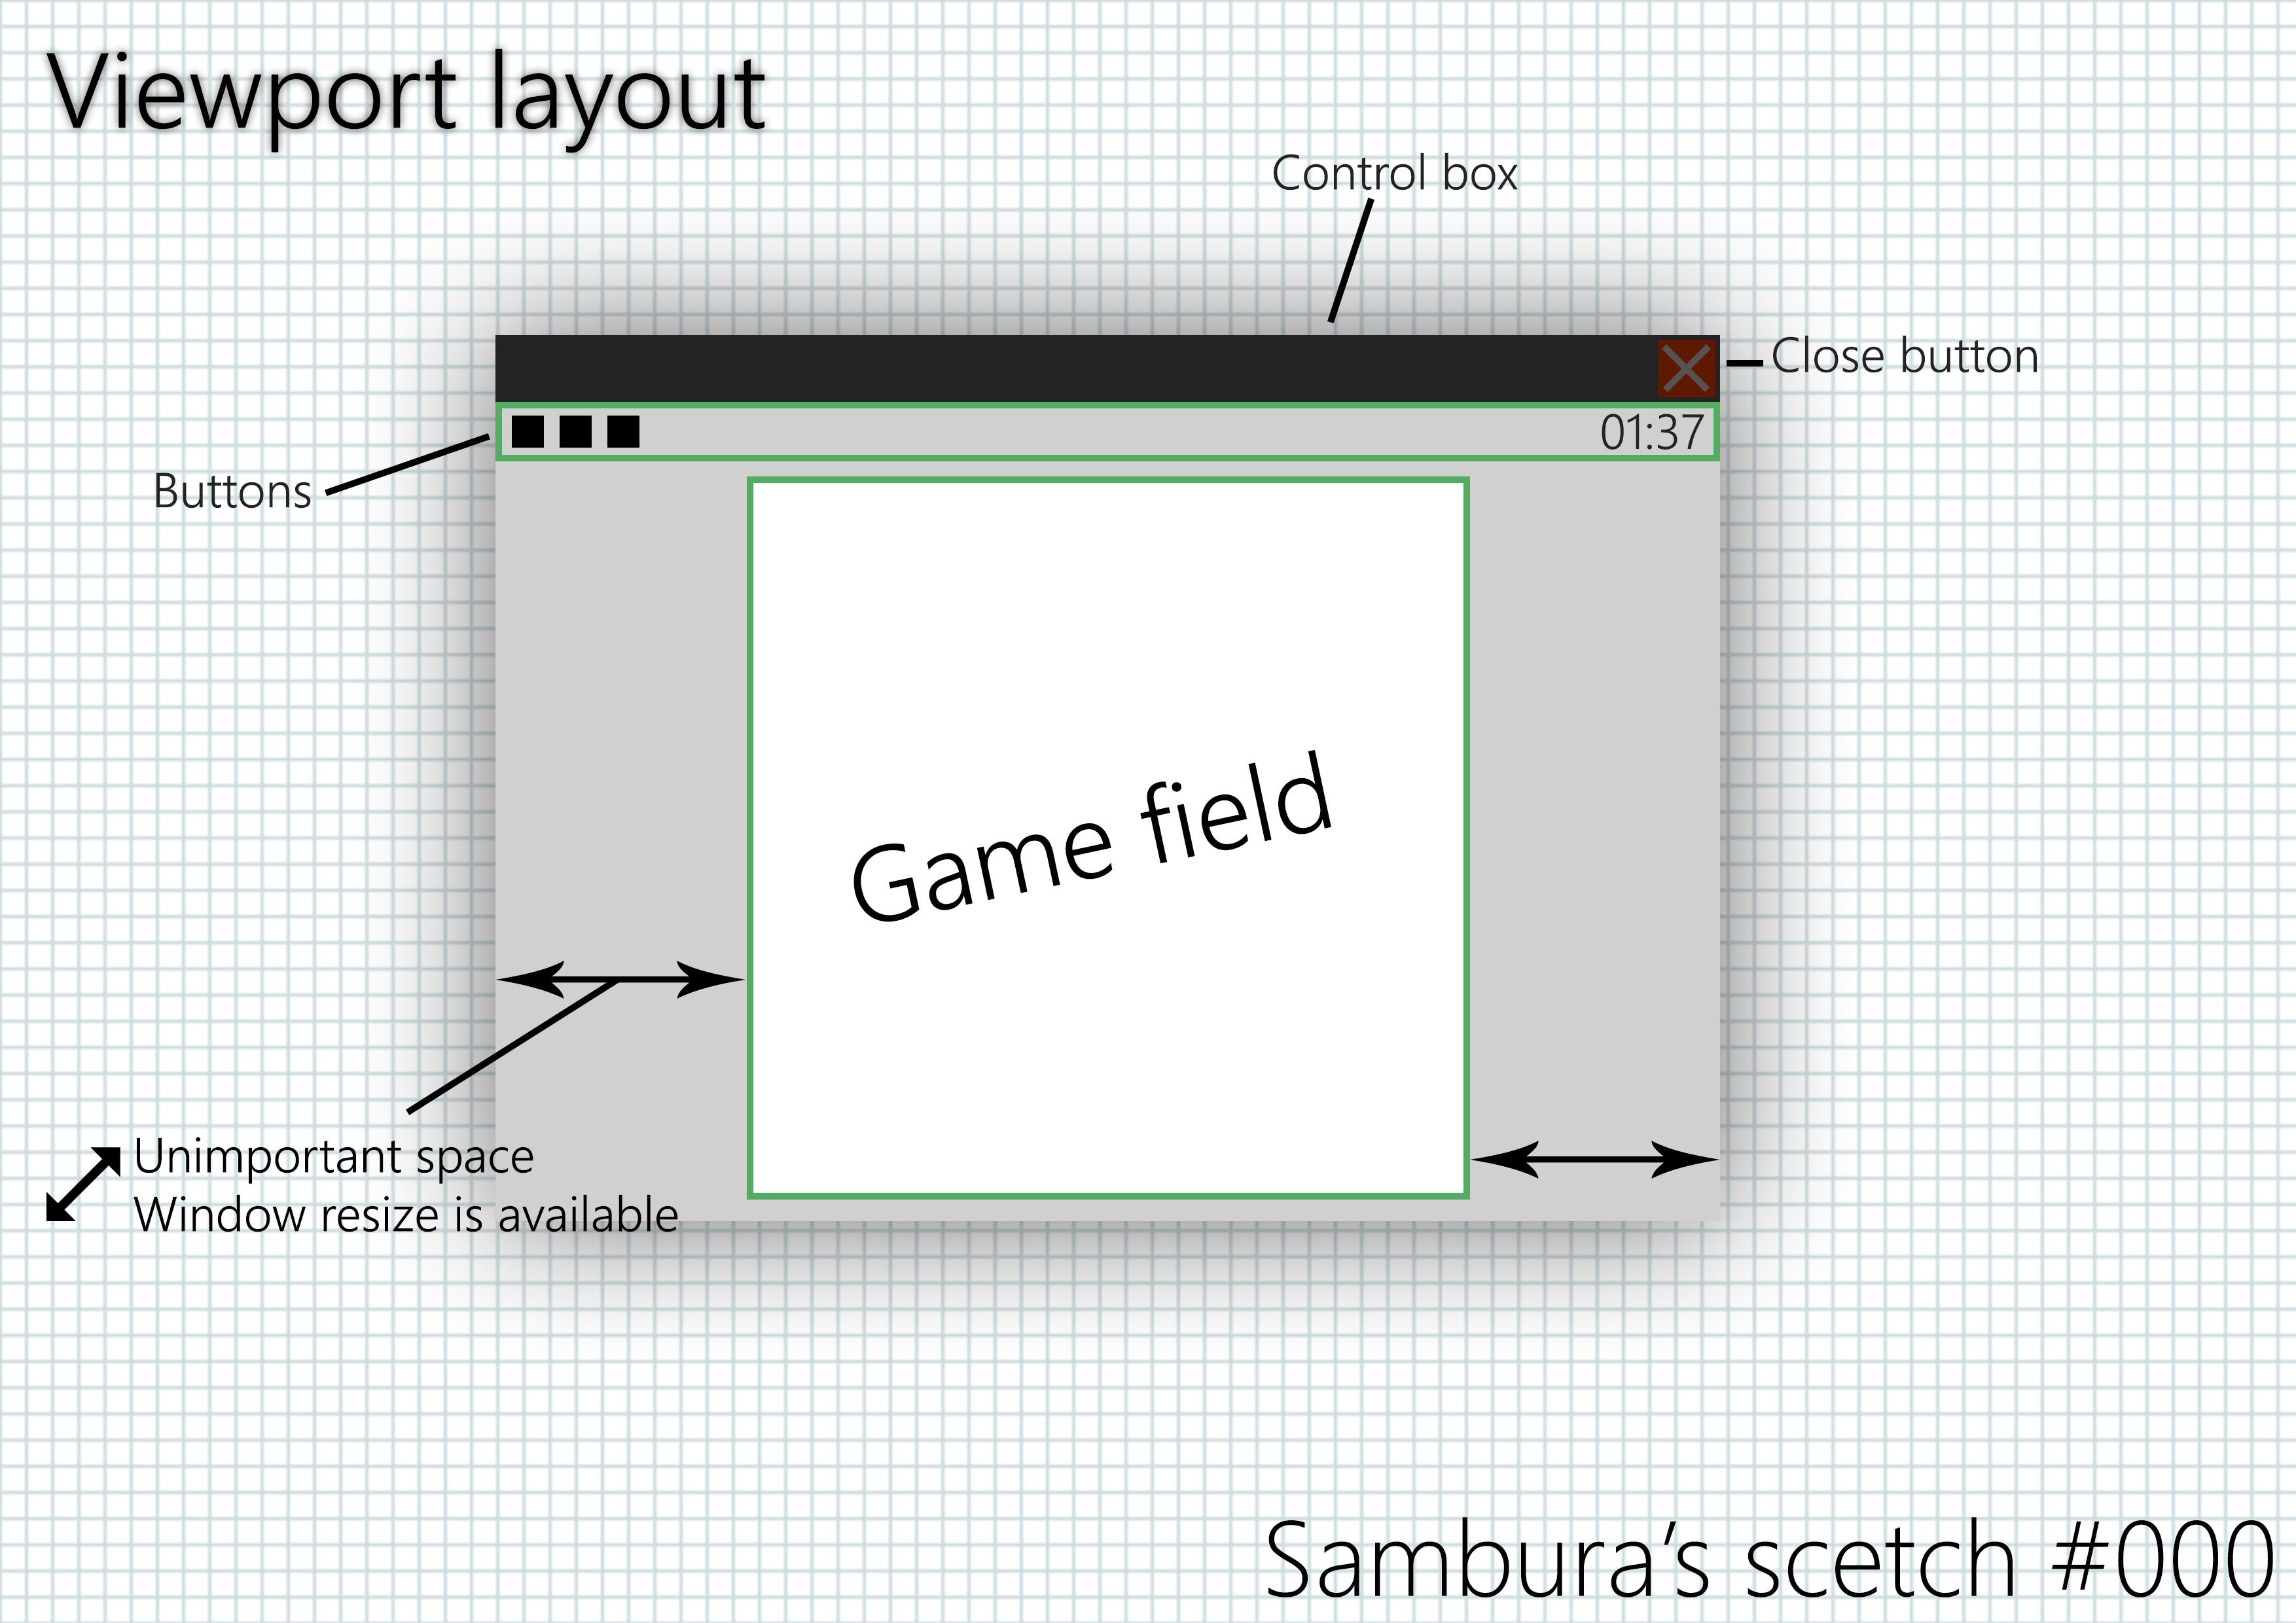 Viewport layout
Control box
Close button
01:37
Buttons
Game field
Unimportant space
Window resize is available
Sambura's scetch #000